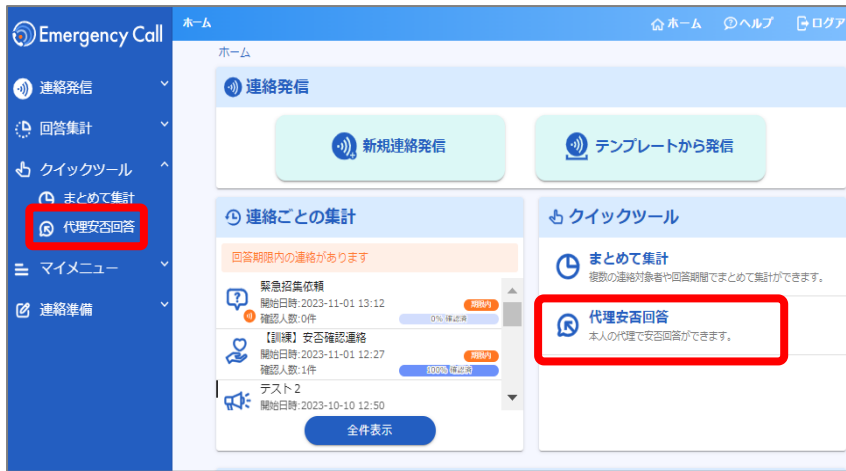 Emergency Call
ホーム
ホーム
ヘルプ
ログア
ホーム
連絡発信
回答集計
クイックツール
まとめて集計
代理安否回答
マイメニュー
連絡準備
連絡発信
新規連絡発信
テンプレートから発信
連絡ごとの集計
回答期限内の連絡があります
緊急招集依頼
開始日時:2023-11-01 13:12
期限内
確認人数:0件
0% 確認済
【訓練】安否確認連絡
開始日時:2023-11-01 12:27
期限内
確認人数:1件
100% 確認済
テスト2
開始日時:2023-10-10 12:50
全件表示
クイックツール
まとめて集計
複数の連絡対象者や回答期間でまとめて集計ができます。
代理安否回答
本人の代理で安否回答ができます。